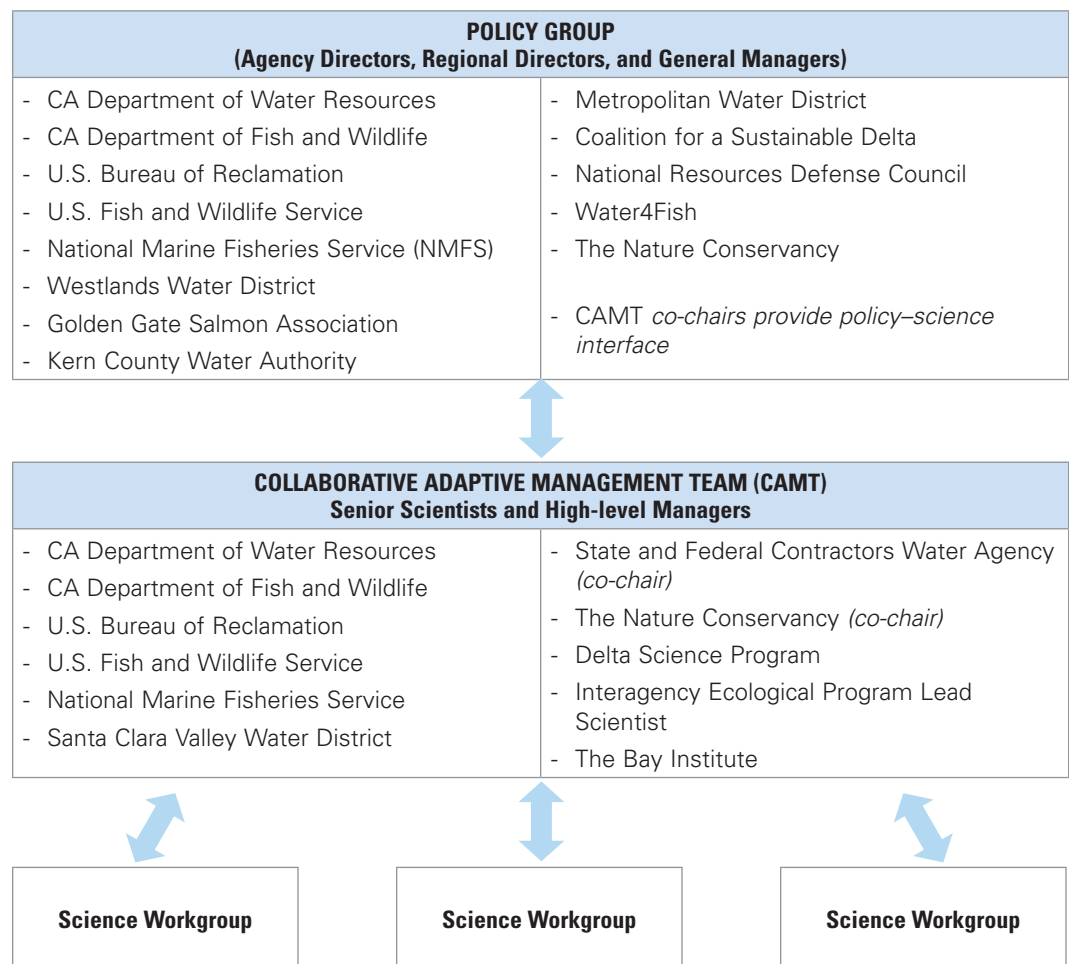 POLICY GROUP
(Agency Directors, Regional Directors, and General Managers)
- CA Department of Water Resources
- CA Department of Fish and Wildlife
- U.S. Bureau of Reclamation
- U.S. Fish and Wildlife Service
- National Marine Fisheries Service (NMFS)
- Westlands Water District
- Golden Gate Salmon Association
- Kern County Water Authority
- Metropolitan Water District
- Coalition for a Sustainable Delta
- National Resources Defense Council
- Water4Fish
- The Nature Conservancy
- CAMT co-chairs provide policy–science
interface
COLLABORATIVE ADAPTIVE MANAGEMENT TEAM (CAMT)
Senior Scientists and High-level Managers
- CA Department of Water Resources
- CA Department of Fish and Wildlife
- U.S. Bureau of Reclamation
- U.S. Fish and Wildlife Service
- National Marine Fisheries Service
- Santa Clara Valley Water District
- State and Federal Contractors Water Agency
(co-chair)
- The Nature Conservancy (co-chair)
- Delta Science Program
- Interagency Ecological Program Lead
Scientist
- The Bay Institute
Science Workgroup
Science Workgroup
Science Workgroup